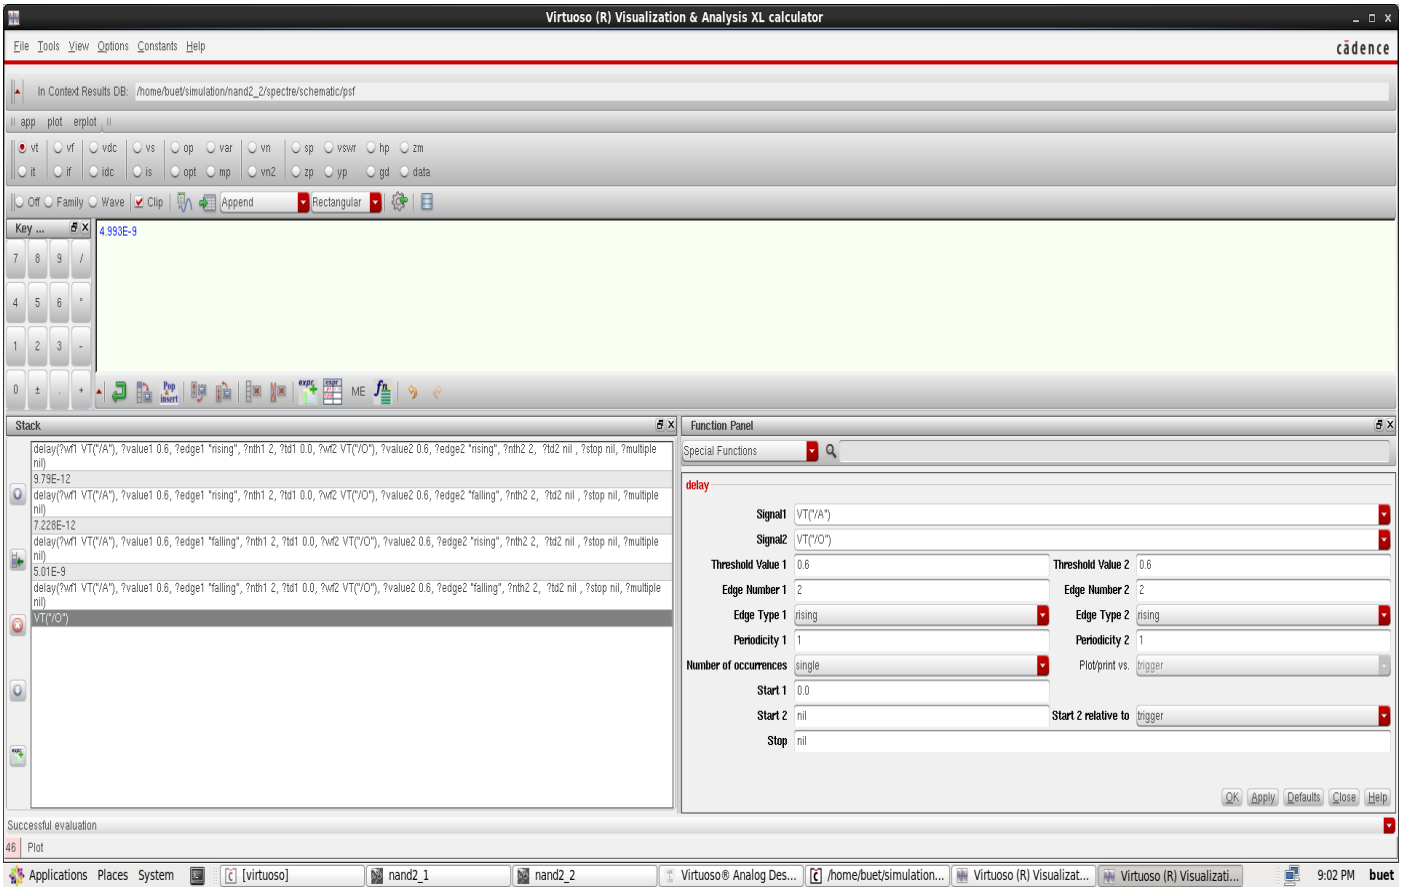 Virtuoso (R) Visualization & Analysis XL calculator
File Tools View Options Constants Help
cādence
In Context Results DB: /home/buet/simulation/nand2_2/spectre/schematic/psf
app plot erplot
vt vf vdc vs op var vn sp vswr hp zm
it if idc is opt mp vn2 zp yp gd data
Off Family Wave Clip Append Rectangular
Key ...
4.993E-9
7 8 9 /
4 5 6 *
1 2 3 -
0 ± . +
Pop insert expr expr ME fn
Stack
delay(?wf1 VT("/A"), ?value1 0.6, ?edge1 "rising", ?nth1 2, ?td1 0.0, ?wf2 VT("/O"), ?value2 0.6, ?edge2 "rising", ?nth2 2, ?td2 nil , ?stop nil, ?multiple
nil)
9.79E-12
delay(?wf1 VT("/A"), ?value1 0.6, ?edge1 "rising", ?nth1 2, ?td1 0.0, ?wf2 VT("/O"), ?value2 0.6, ?edge2 "falling", ?nth2 2, ?td2 nil , ?stop nil, ?multiple
nil)
7.228E-12
delay(?wf1 VT("/A"), ?value1 0.6, ?edge1 "falling", ?nth1 2, ?td1 0.0, ?wf2 VT("/O"), ?value2 0.6, ?edge2 "rising", ?nth2 2, ?td2 nil , ?stop nil, ?multiple
nil)
5.01E-9
delay(?wf1 VT("/A"), ?value1 0.6, ?edge1 "falling", ?nth1 2, ?td1 0.0, ?wf2 VT("/O"), ?value2 0.6, ?edge2 "falling", ?nth2 2, ?td2 nil , ?stop nil, ?multiple
nil)
VT("/O")
expr
Function Panel
Special Functions
delay
Signal1 VT("/A")
Signal2 VT("/O")
Threshold Value 1 0.6 Threshold Value 2 0.6
Edge Number 1 2 Edge Number 2 2
Edge Type 1 rising Edge Type 2 rising
Periodicity 1 1 Periodicity 2 1
Number of occurrences single Plot/print vs. trigger
Start 1 0.0
Start 2 nil Start 2 relative to trigger
Stop nil
OK Apply Defaults Close Help
Successful evaluation
46 Plot
Applications Places System [virtuoso] nand2_1 nand2_2 Virtuoso® Analog Des... /home/buet/simulation... Virtuoso (R) Visualizat... Virtuoso (R) Visualizati... 9:02 PM buet